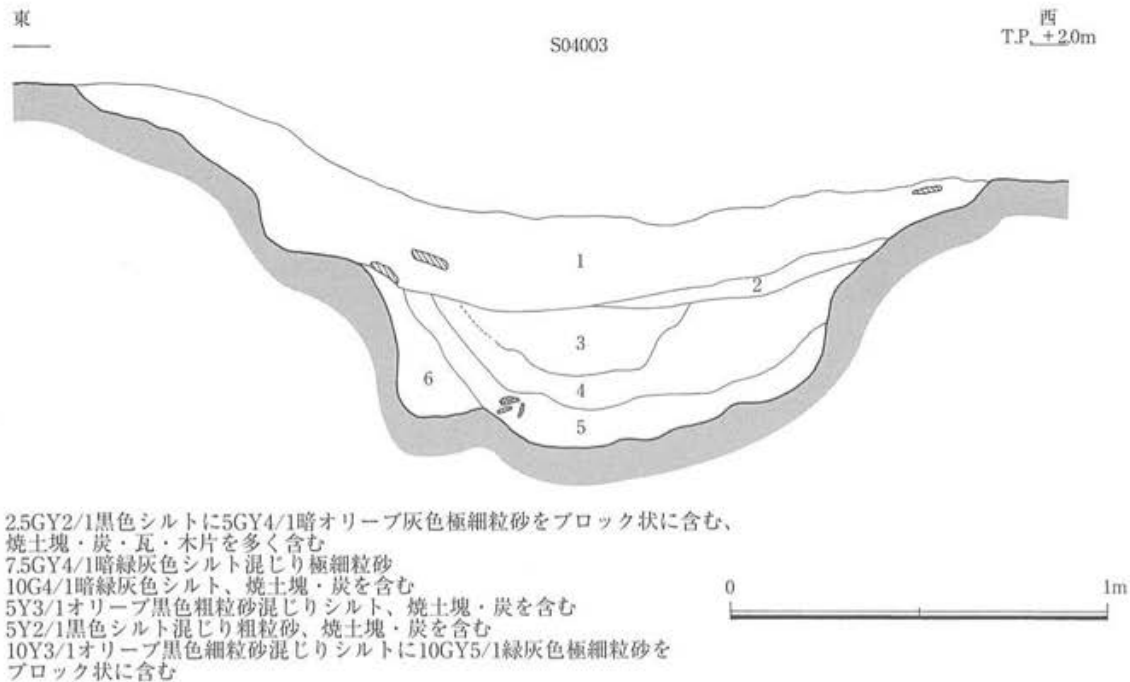 東
西
S04003
T.P. +2.0m
1
2
3
4
5
6
2.5GY2/1黒色シルトに5GY4/1暗オリーブ灰色極細粒砂をブロック状に含む、
焼土塊・炭・瓦・木片を多く含む
7.5GY4/1暗緑灰色シルト混じり極細粒砂
10G4/1暗緑灰色シルト、焼土塊・炭を含む
5Y3/1オリーブ黒色粗粒砂混じりシルト、焼土塊・炭を含む
5Y2/1黒色シルト混じり粗粒砂、焼土塊・炭を含む
10Y3/1オリーブ黒色細粒砂混じりシルトに10GY5/1緑灰色極細粒砂を
ブロック状に含む
0 1m